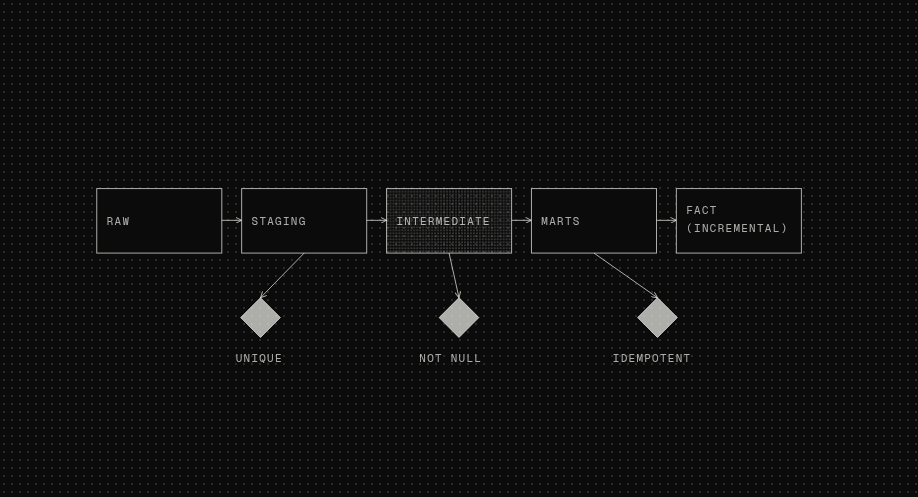 RAW
STAGING
INTERMEDIATE
MARTS
FACT
(INCREMENTAL)
UNIQUE
NOT NULL
IDEMPOTENT